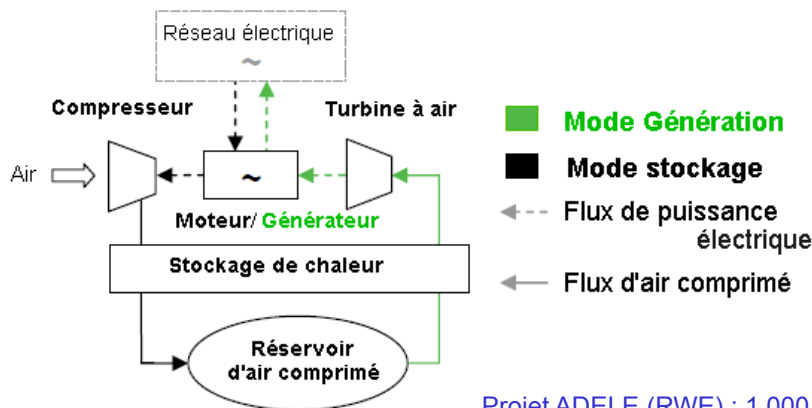 Réseau électrique
~
Compresseur
Turbine à air
Air
~
Moteur/ Générateur
Stockage de chaleur
Réservoir
d'air comprimé
Mode Génération
Mode stockage
Flux de puissance
électrique
Flux d'air comprimé
Projet ADELE (RWE) : 1 000